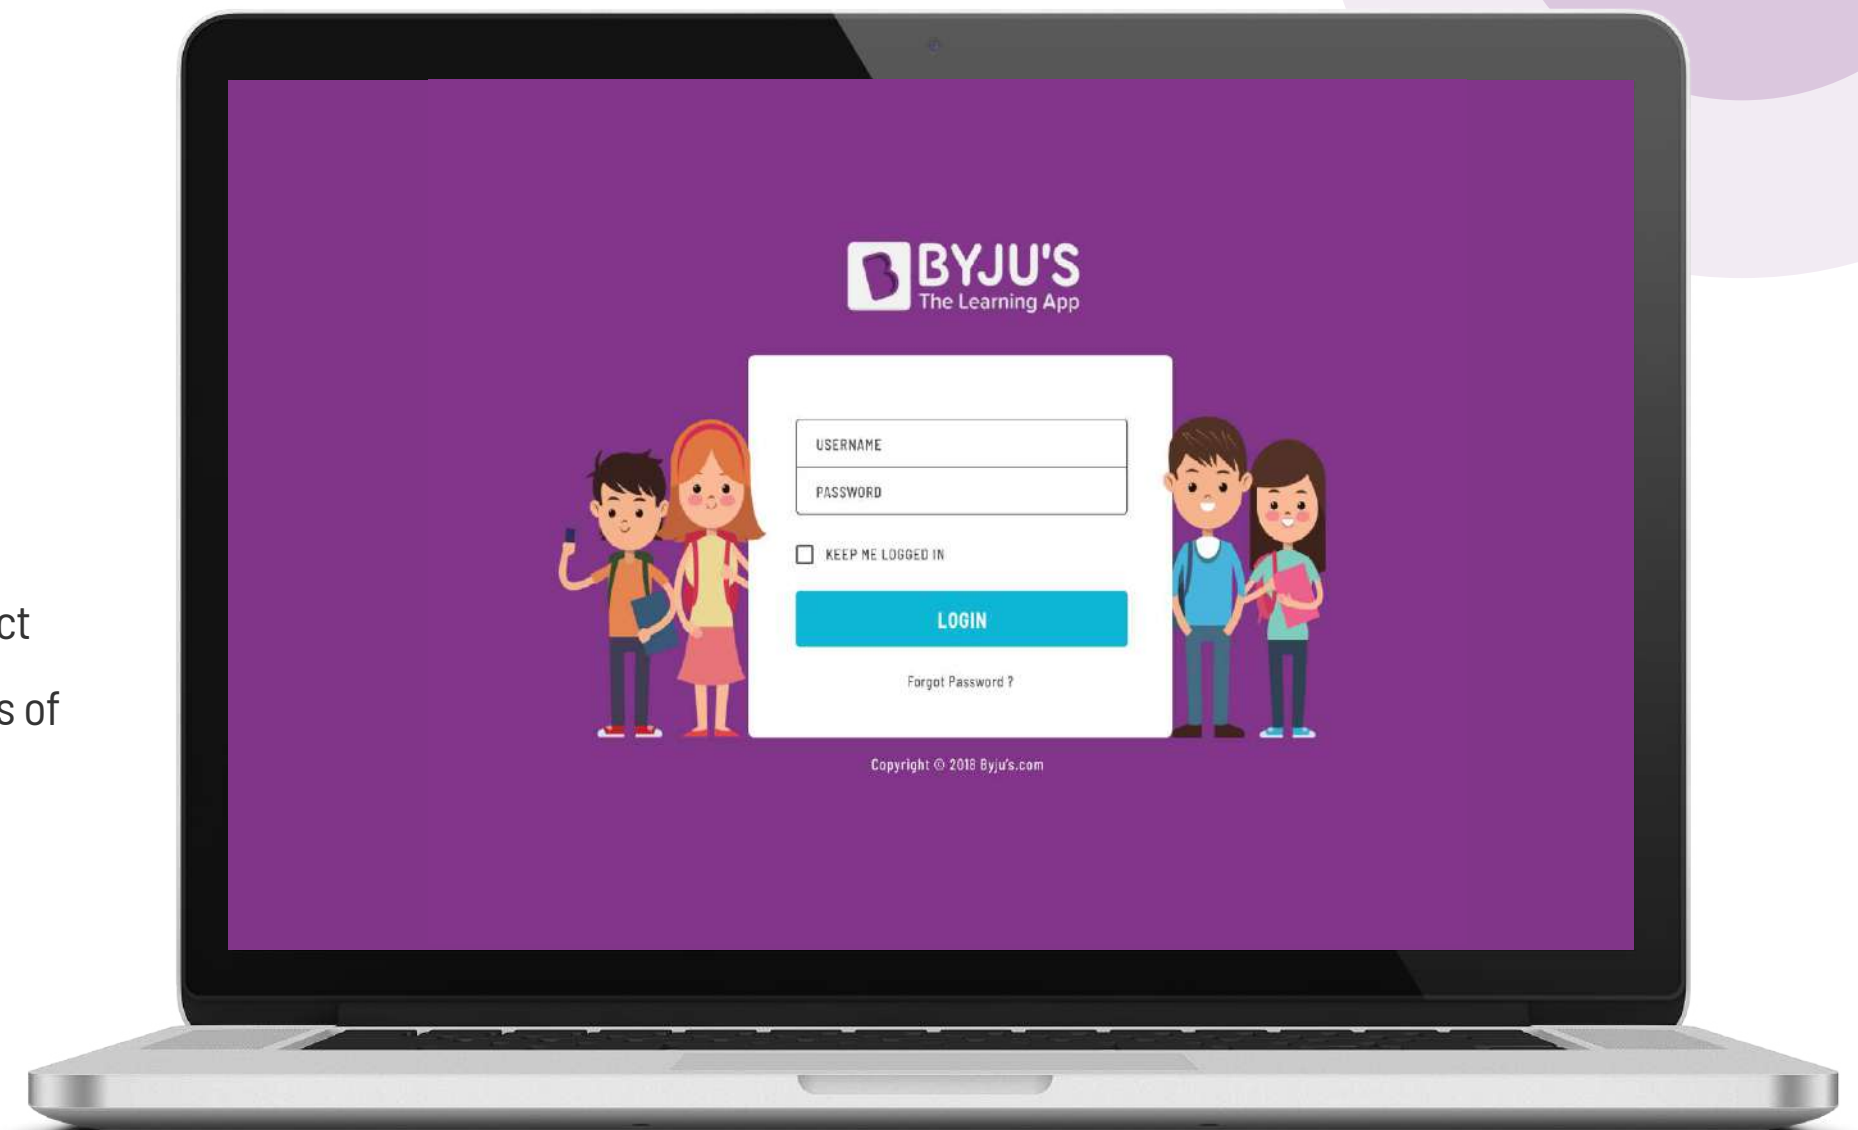 BYJU'S
The Learning App
USERNAME
PASSWORD
KEEP ME LOGGED IN
LOGIN
Forgot Password ?
Copyright © 2018 Byju's.com
ct
s of